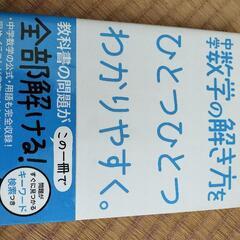 中学数学の解き方を
ひとつひとつ
わかりやすく。
教科書の問題が
この一冊で
全部解ける!
・中学数学の公式・用語も完全収録!
問題が
すぐに見つかる
キーワード
検索つき